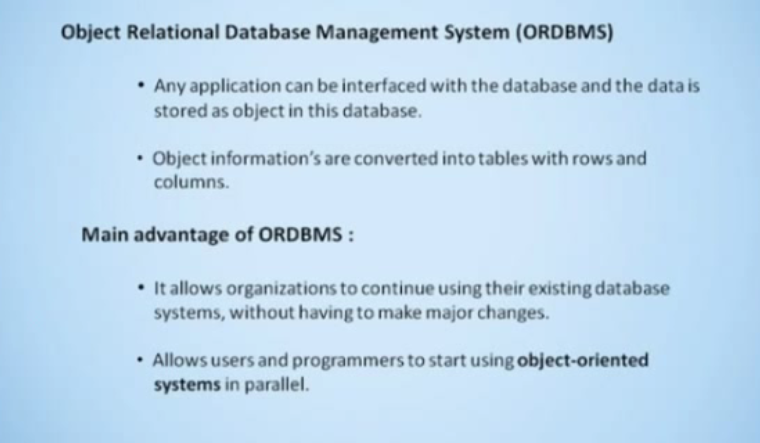 Object Relational Database Management System (ORDBMS)
• Any application can be interfaced with the database and the data is
stored as object in this database.
• Object information's are converted into tables with rows and
columns.
Main advantage of ORDBMS :
• It allows organizations to continue using their existing database
systems, without having to make major changes.
• Allows users and programmers to start using object-oriented
systems in parallel.